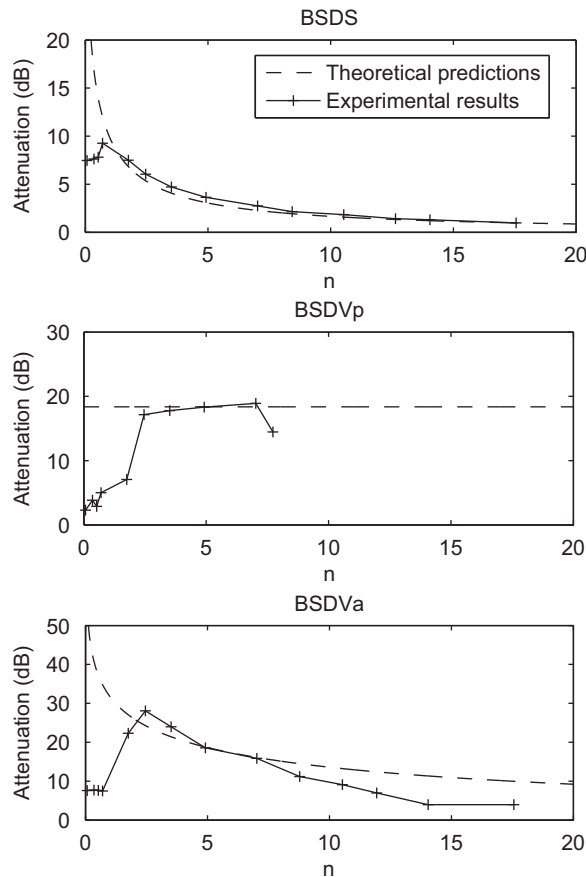 BSDS
20
15
10
5
0
Attenuation (dB)
Theoretical predictions
Experimental results
0 5 10 15 20
n
BSDVp
30
20
10
0
Attenuation (dB)
0 5 10 15 20
n
BSDVa
50
40
30
20
10
0
Attenuation (dB)
0 5 10 15 20
n